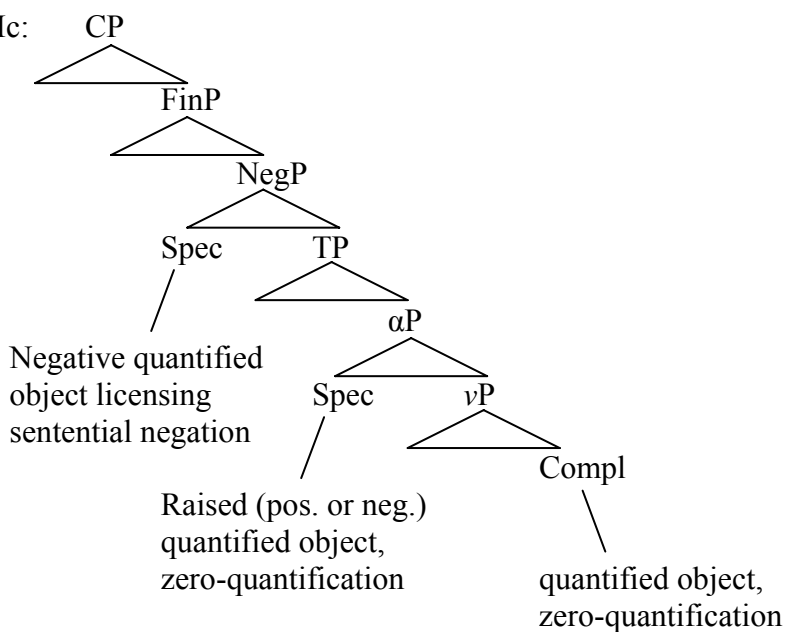 Ic: CP
FinP
NegP
Spec TP
αP
Negative quantified
object licensing
sentential negation
Spec vP
Compl
Raised (pos. or neg.)
quantified object,
zero-quantification
quantified object,
zero-quantification